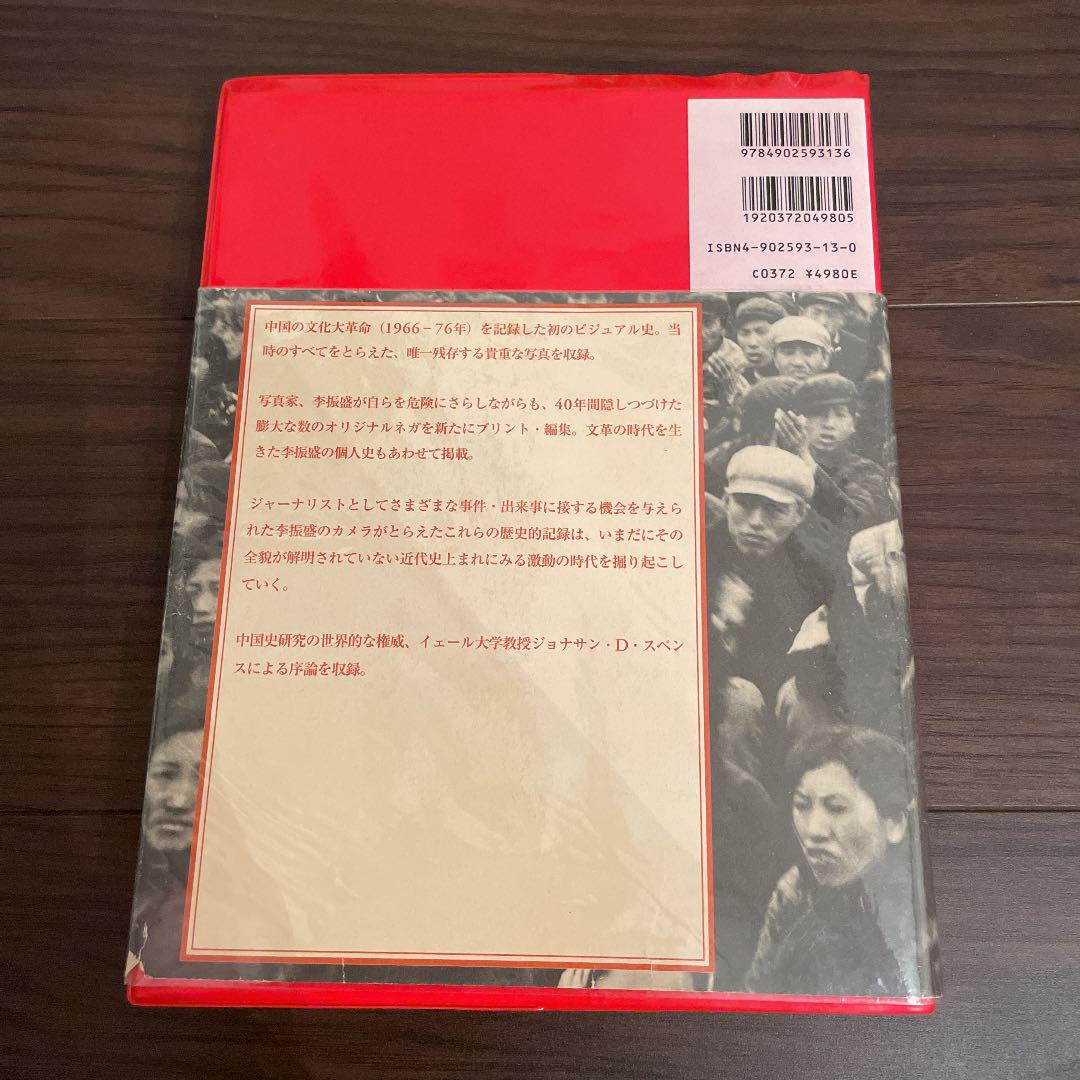 9784902593136
1920372049805
ISBN4-902593-13-0
C0372 ¥4980E
中国の文化大革命（1966－76年）を記録した初のビジュアル史。当
時のすべてをとらえた、唯一残存する貴重な写真を収録。
写真家、李振盛が自らを危険にさらしながらも、40年間隠しつづけた
膨大な数のオリジナルネガを新たにプリント・編集。文革の時代を生
きた李振盛の個人史もあわせて掲載。
ジャーナリストとしてさまざまな事件・出来事に接する機会を与えら
れた李振盛のカメラがとらえたこれらの歴史的記録は、いまだにその
全貌が解明されていない近代史上まれにみる激動の時代を掘り起こし
ていく。
中国史研究の世界的な権威、イェール大学教授ジョナサン・D・スペン
スによる序論を収録。